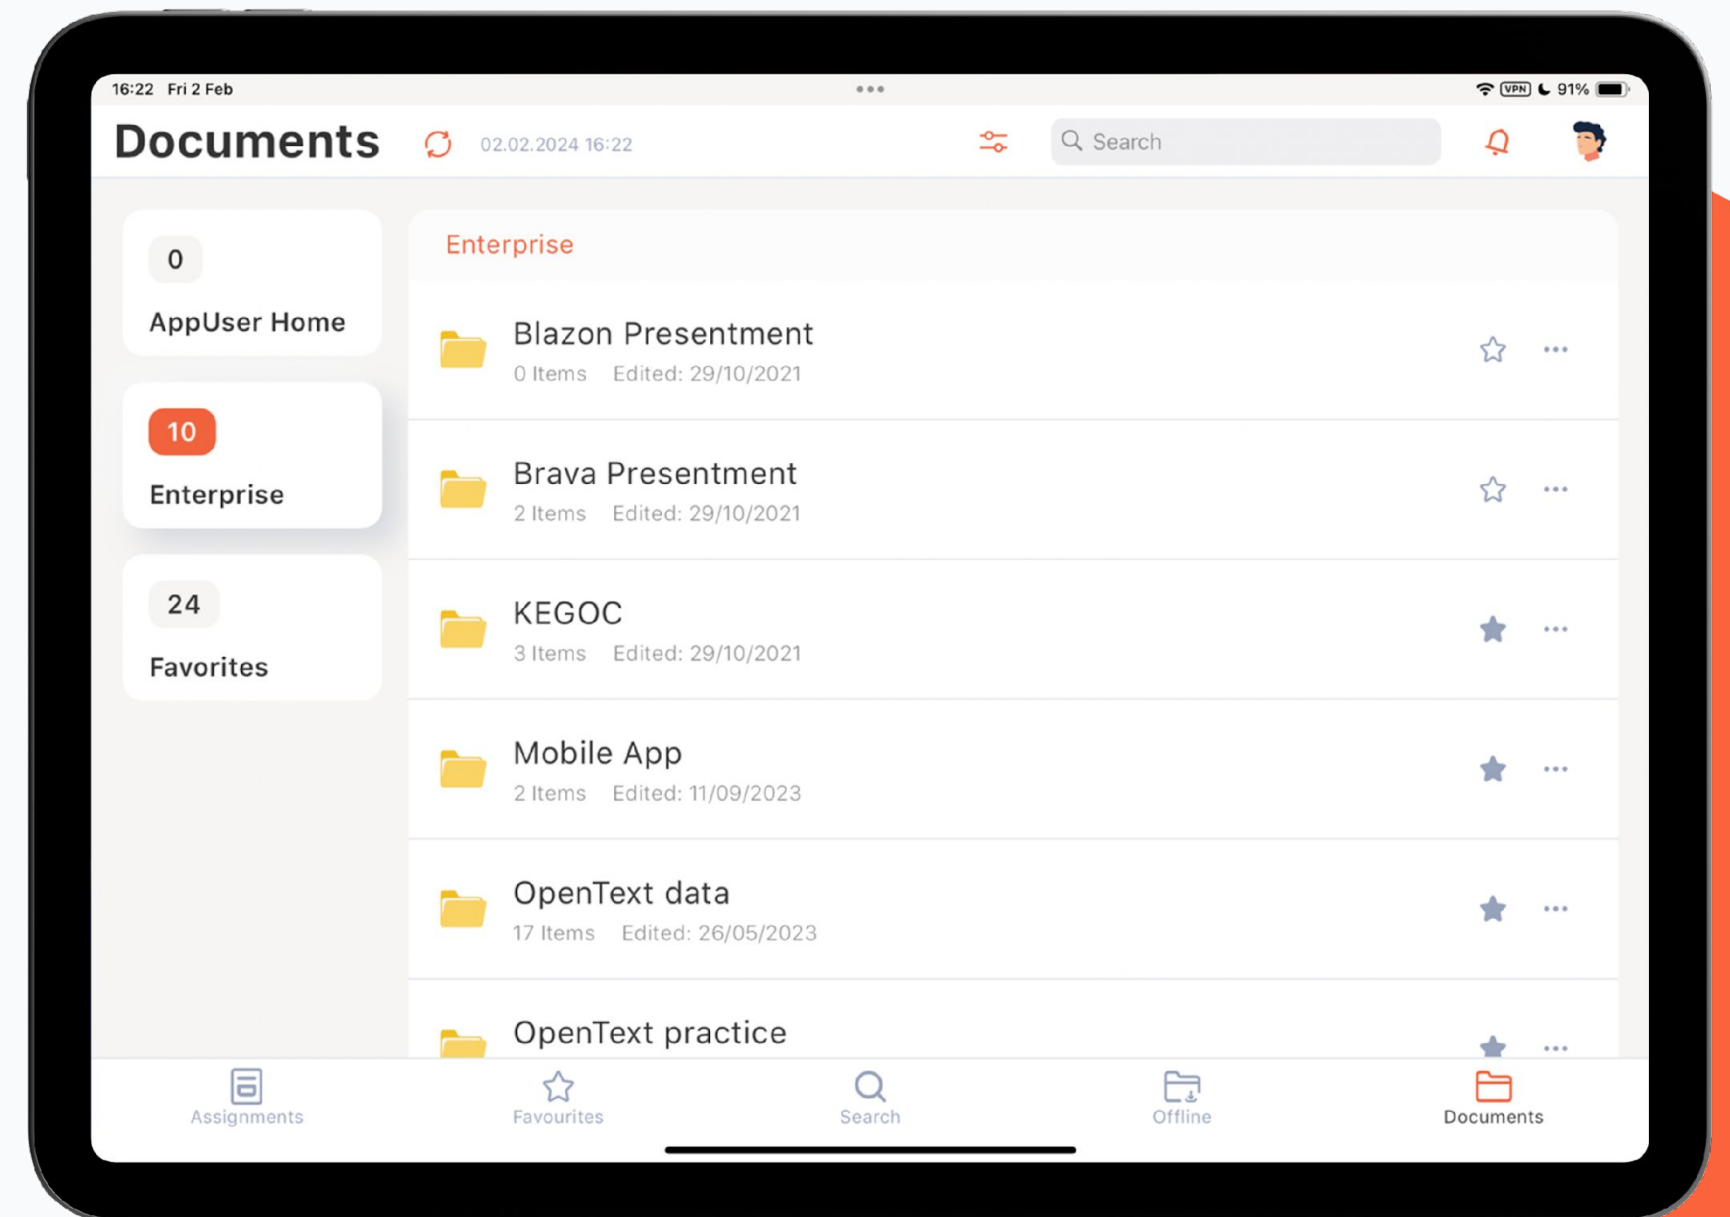 16:22 Fri 2 Feb
VPN 91%
Documents
02.02.2024 16:22
Search
0
AppUser Home
10
Enterprise
24
Favorites
Enterprise
Blazon Presentment
0 Items Edited: 29/10/2021
Brava Presentment
2 Items Edited: 29/10/2021
KEGOC
3 Items Edited: 29/10/2021
Mobile App
2 Items Edited: 11/09/2023
OpenText data
17 Items Edited: 26/05/2023
OpenText practice
Assignments
Favourites
Search
Offline
Documents